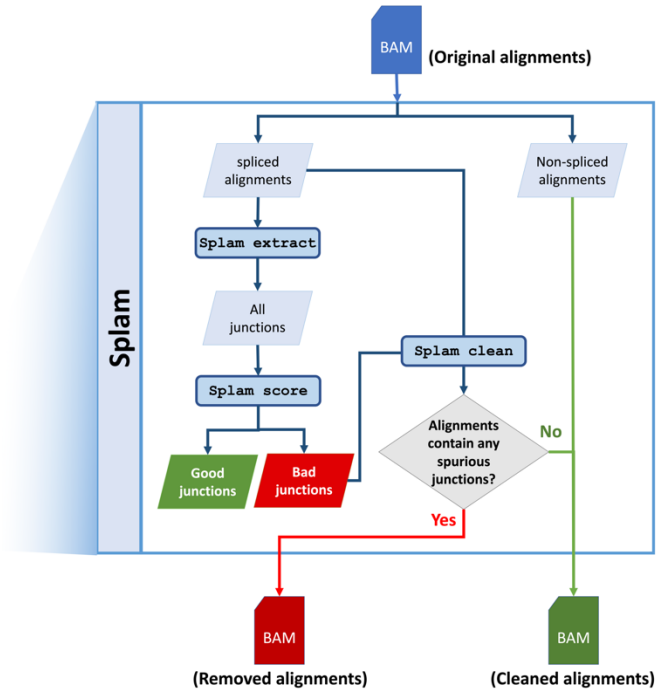 BAM
(Original alignments)
Splam
spliced
alignments
Non-spliced
alignments
Splam extract
All
junctions
Splam clean
Splam score
Alignments
contain any
spurious
junctions?
No
Good
junctions
Bad
junctions
Yes
BAM
(Removed alignments)
BAM
(Cleaned alignments)